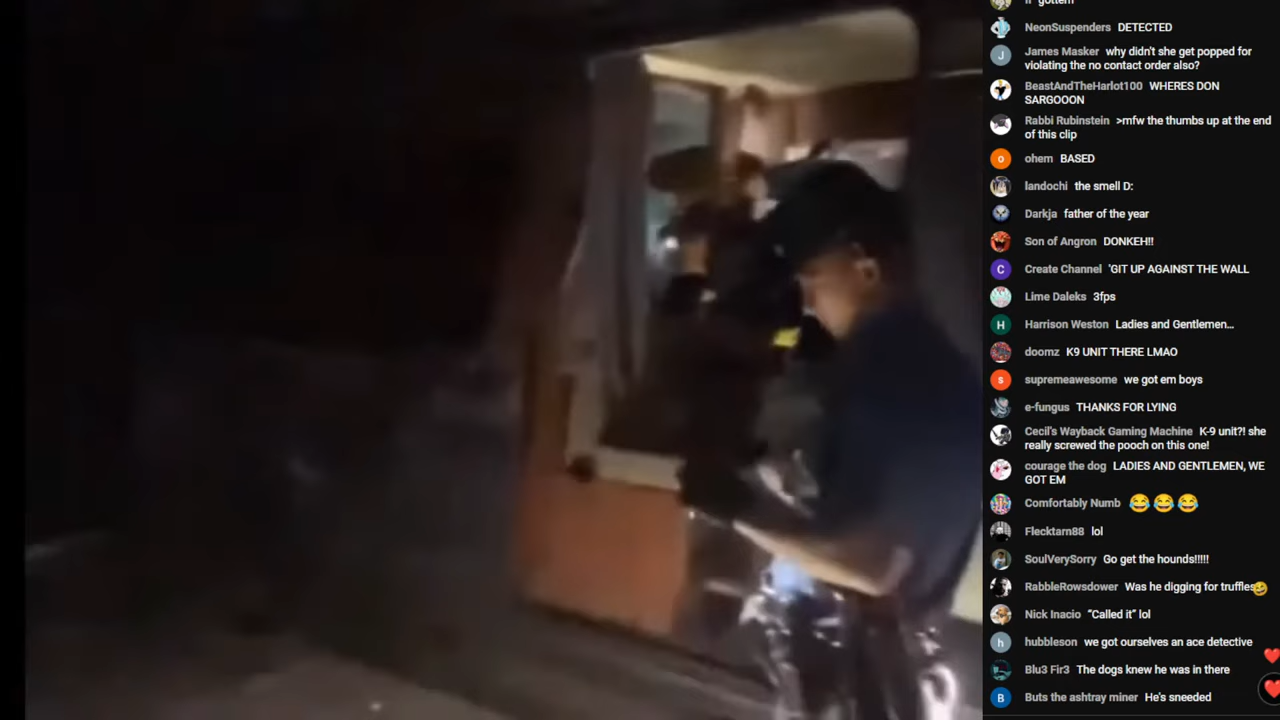 gottem
NeonSuspenders DETECTED
James Masker why didn't she get popped for
violating the no contact order also?
BeastAndTheHarlot100 WHERES DON
SARGOOON
Rabbi Rubinstein >mfw the thumbs up at the end
of this clip
ohem BASED
landochi the smell D:
Darkja father of the year
Son of Angron DONKEH!!
C
Create Channel 'GIT UP AGAINST THE WALL
Lime Daleks 3fps
H
Harrison Weston Ladies and Gentlemen...
doomz K9 UNIT THERE LMAO
s
supremeawesome we got em boys
e-fungus THANKS FOR LYING
Cecil's Wayback Gaming Machine K-9 unit?! she
really screwed the pooch on this one!
courage the dog LADIES AND GENTLEMEN, WE
GOT EM
Comfortably Numb 😂😂😂
Flecktarn88 lol
SoulVerySorry Go get the hounds!!!!!
RabbleRowsdower Was he digging for truffles🤣
Nick Inacio “Called it” lol
h
hubbleson we got ourselves an ace detective
Blu3 Fir3 The dogs knew he was in there
B
Buts the ashtray miner He's sneeded